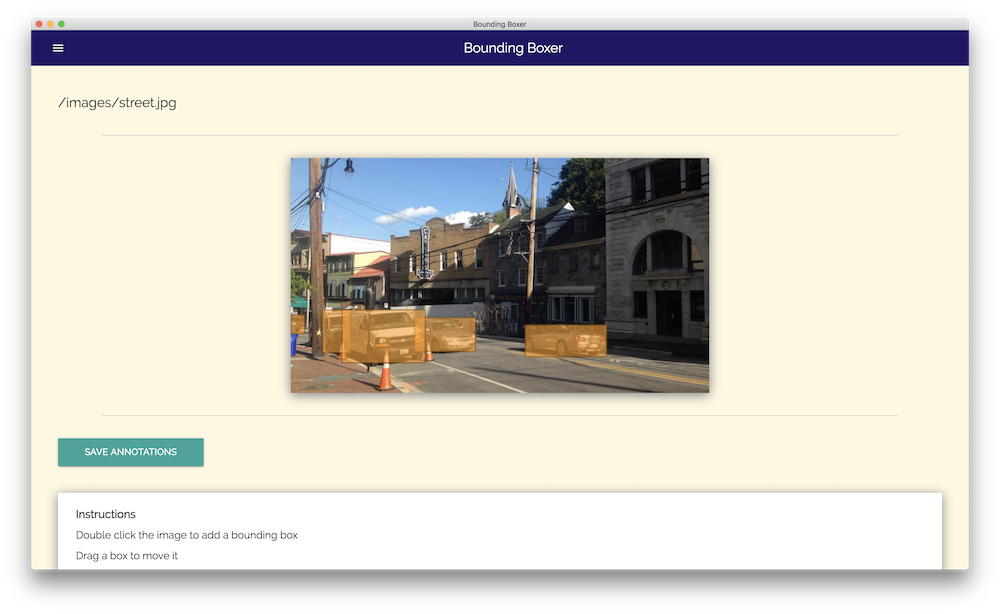 Bounding Boxer
Bounding Boxer
/images/street.jpg
SAVE ANNOTATIONS
Instructions
Double click the image to add a bounding box
Drag a box to move it